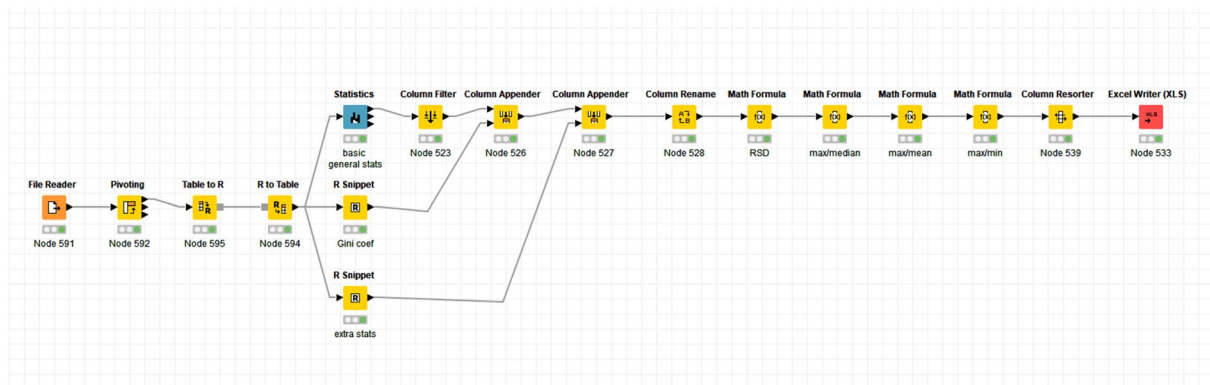 Statistics
Column Filter
Column Appender
Column Appender
Column Rename
Math Formula
Math Formula
Math Formula
Math Formula
Column Resorter
Excel Writer (XLS)
f(x)
f(x)
f(x)
f(x)
XLS
basic
general stats
Node 523
Node 526
Node 527
Node 528
RSD
max/median
max/mean
max/min
Node 539
Node 533
File Reader
Pivoting
Table to R
R to Table
R Snippet
R
R
R
Node 591
Node 592
Node 595
Node 594
Gini coef
R Snippet
R
extra stats